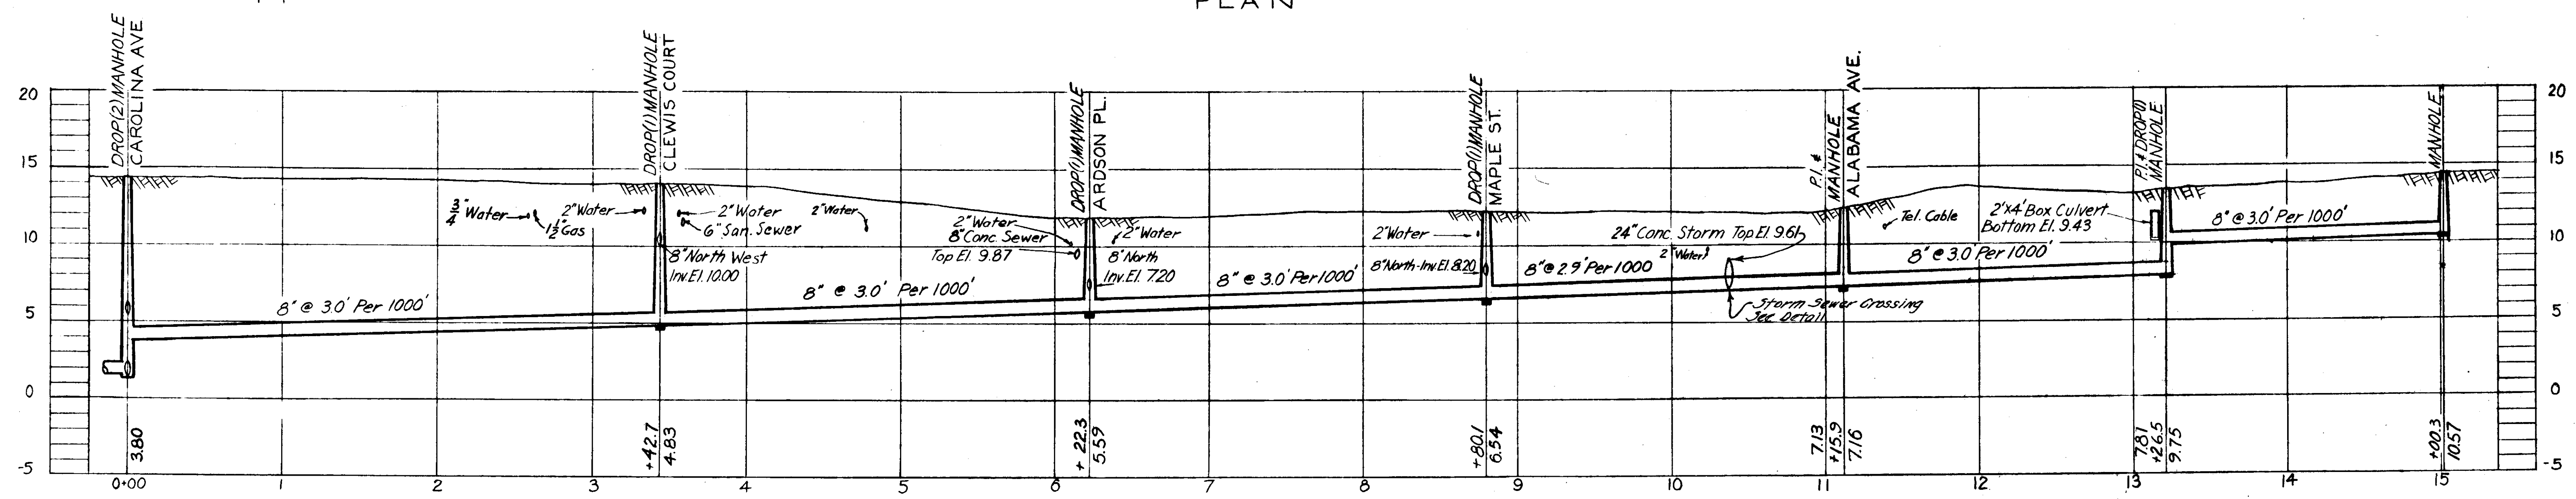 PLAN
DROP(2)MANHOLE
CAROLINA AVE
DROP(1)MANHOLE
CLEWIS COURT
DROP(1)MANHOLE
ARDSON PL.
DROP(1)MANHOLE
MAPLE ST.
P.I. &
MANHOLE
ALABAMA AVE.
P.I. & DROP(1)
MANHOLE
MANHOLE
20
15
10
5
0
-5
20
15
10
5
0
-5
3/4" Water
1½" Gas
2" Water
2" Water
6" San. Sewer
8" North West
Inv. El. 10.00
2" Water
2" Water
8" Conc. Sewer
Top El. 9.87
2" Water
8" North
Inv. El. 7.20
2" Water
8" North-Inv. El. 8.20
24" Conc. Storm Top El. 9.61
2" Water
Storm Sewer Crossing
See Detail
Tel. Cable
2'x4' Box Culvert
Bottom El. 9.43
8" @ 3.0' Per 1000'
8" @ 3.0' Per 1000'
8" @ 3.0' Per 1000'
8" @ 2.9' Per 1000
8" @ 3.0' Per 1000'
8" @ 3.0' Per 1000'
3.80
+42.7
4.83
+22.3
5.59
+80.1
6.54
7.13
+15.9
7.16
7.81
+26.5
9.75
+00.3
10.57
0+00
1
2
3
4
5
6
7
8
9
10
11
12
13
14
15